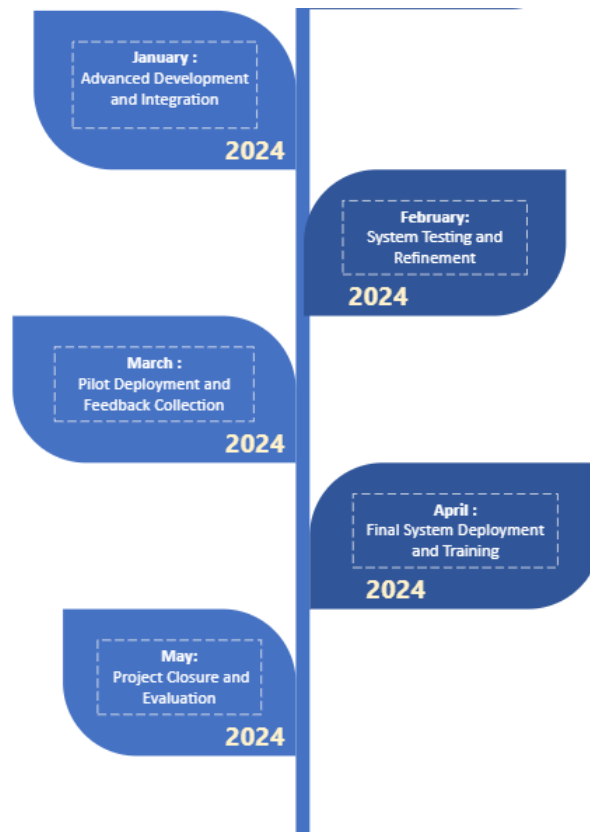 January :
Advanced Development
and Integration
2024
February:
System Testing and
Refinement
2024
March :
Pilot Deployment and
Feedback Collection
2024
April :
Final System Deployment
and Training
2024
May:
Project Closure and
Evaluation
2024